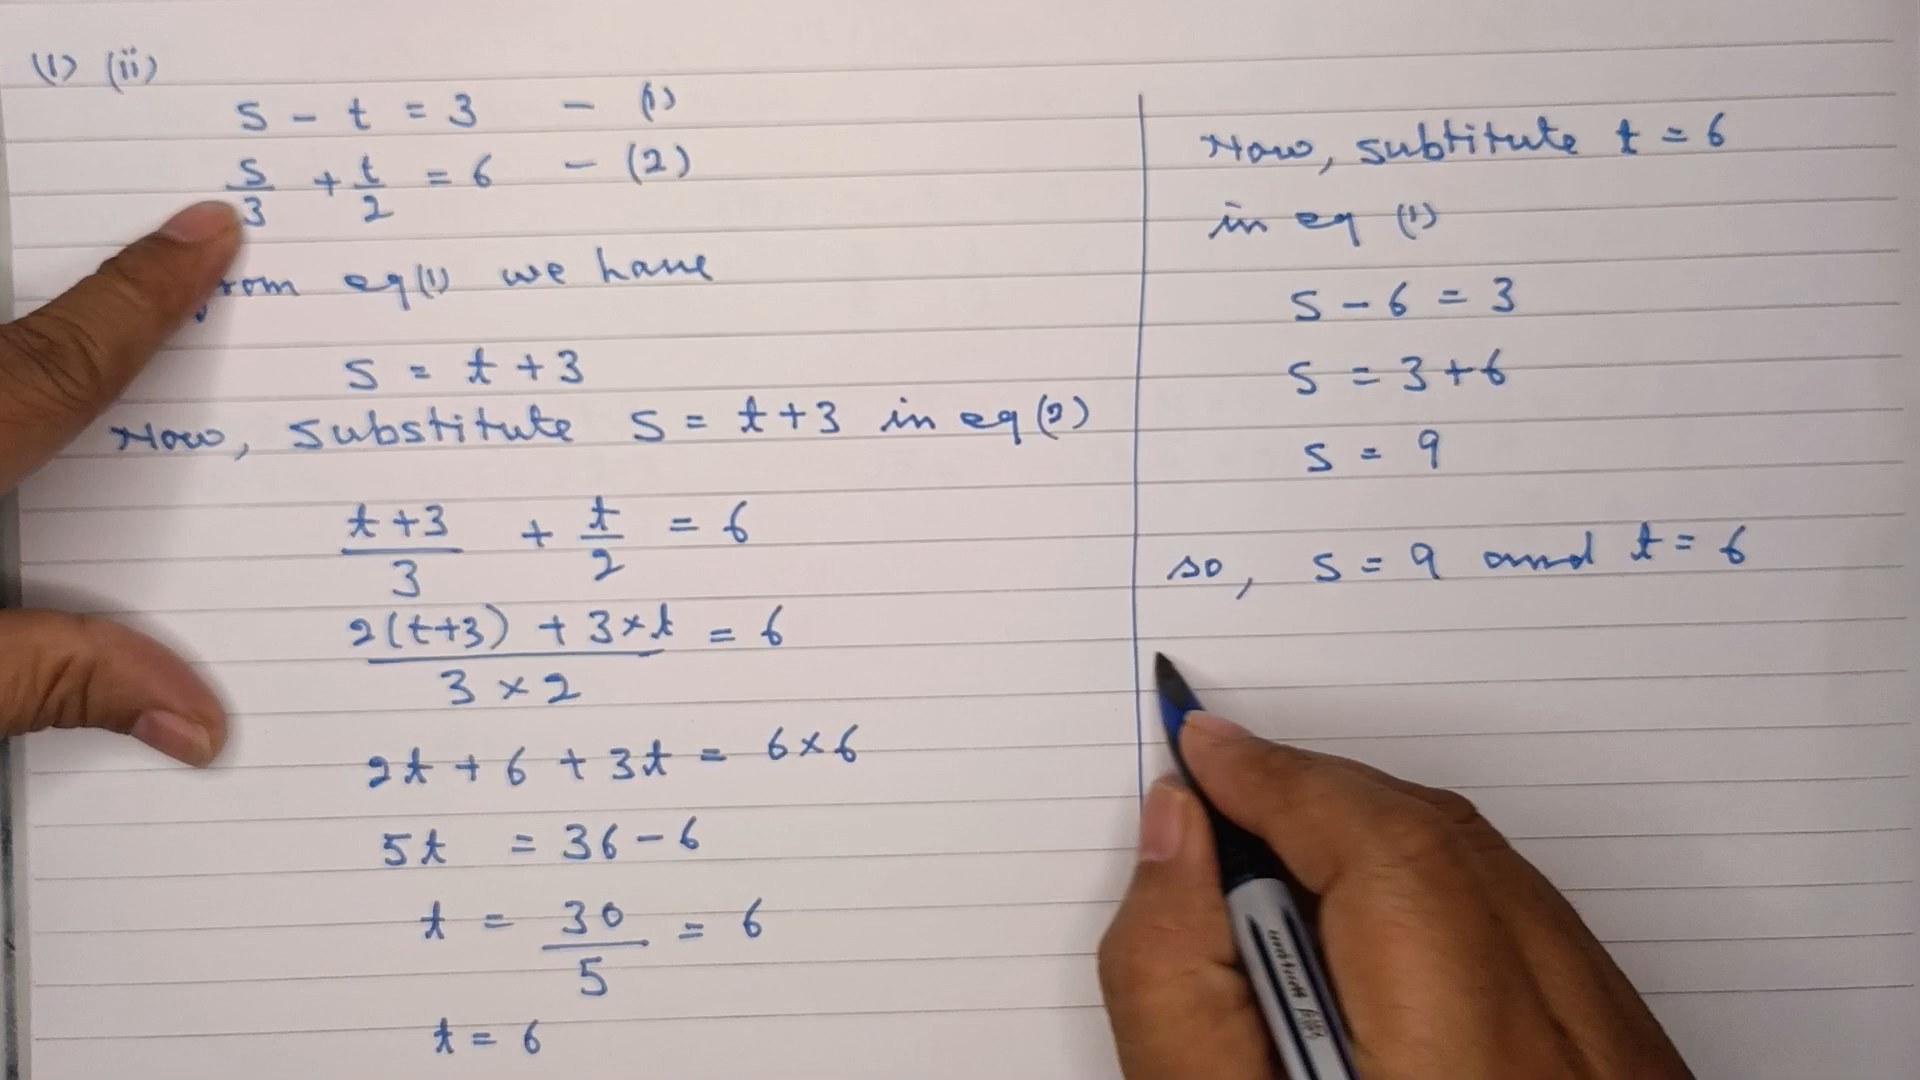 (1) (ii)
s - t = 3 - (1)
s/3 + t/2 = 6 - (2)
rom eq(1) we have
s = t + 3
Now, substitute s = t + 3 in eq (2)
t + 3/3 + t/2 = 6
2(t+3) + 3×t/3 × 2 = 6
2t + 6 + 3t = 6×6
5t = 36 - 6
t = 30/5 = 6
t = 6
Now, subtitute t = 6
in eq (1)
s - 6 = 3
s = 3 + 6
s = 9
so, s = 9 and t = 6